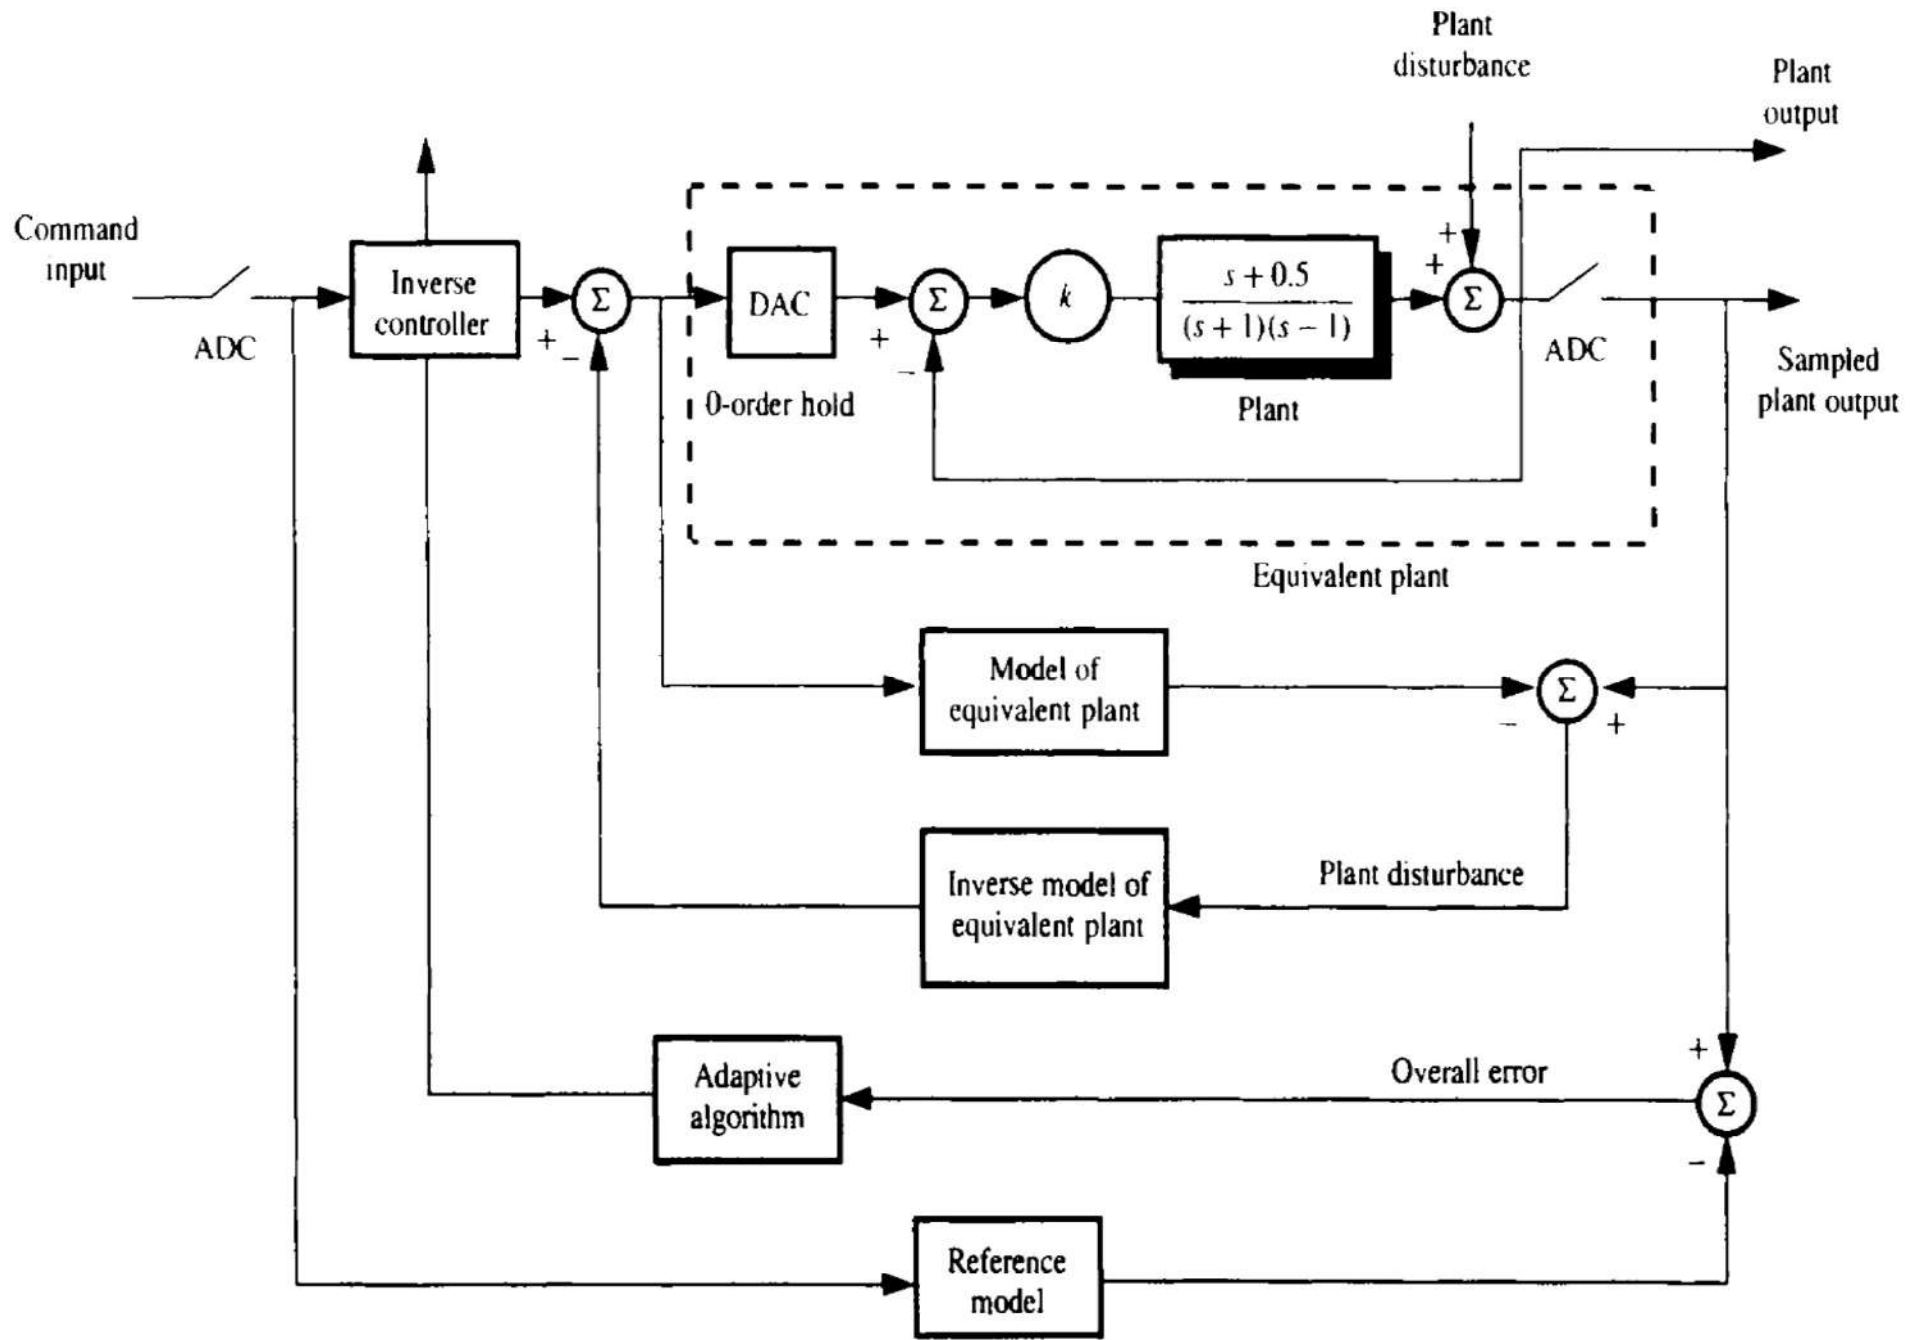 Plant
disturbance
Plant
output
Command
input
ADC
Inverse
controller
+
−
Σ
DAC
0-order hold
+
−
Σ
k
s + 0.5
(s + 1)(s − 1)
Plant
+
+
Σ
ADC
Sampled
plant output
Equivalent plant
Model of
equivalent plant
−
Σ
+
Inverse model of
equivalent plant
Plant disturbance
Adaptive
algorithm
Overall error
+
Σ
−
Reference
model